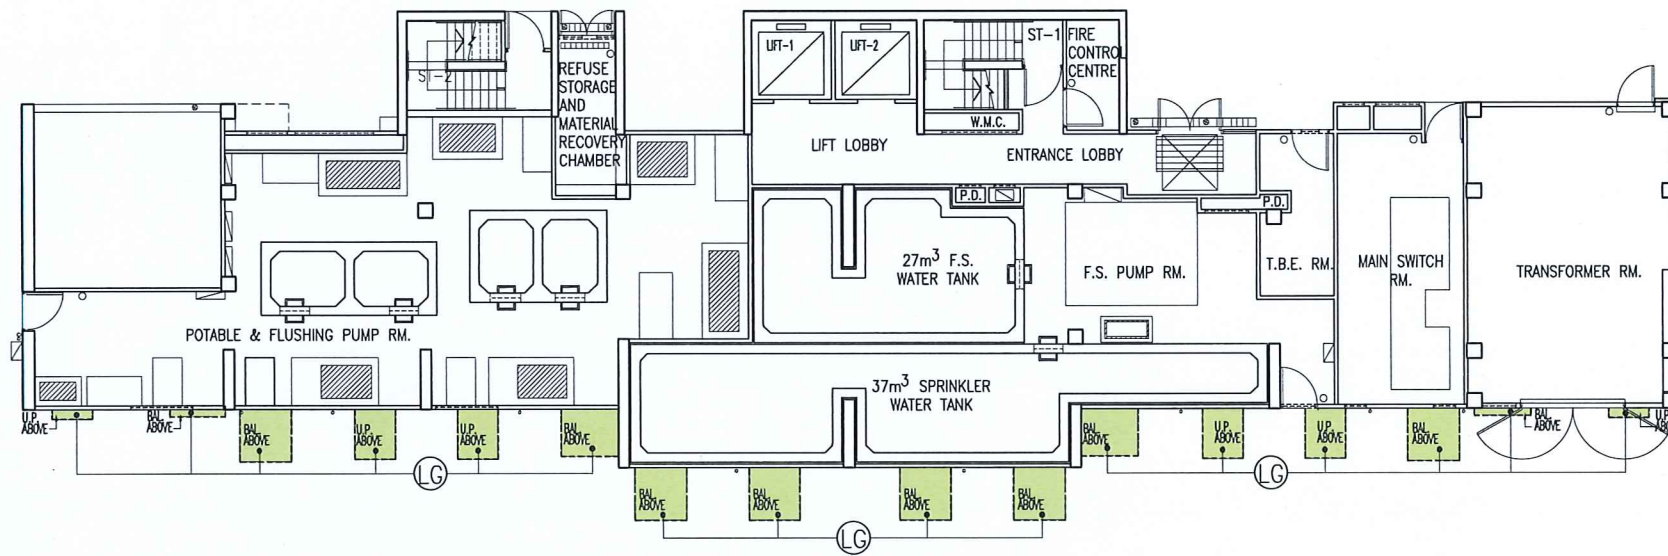 ST-2
REFUSE
STORAGE
AND
MATERIAL
RECOVERY
CHAMBER
LIFT-1
LIFT-2
ST-1
FIRE
CONTROL
CENTRE
W.M.C.
LIFT LOBBY
ENTRANCE LOBBY
P.D.
P.D.
27m³ F.S.
WATER TANK
F.S. PUMP RM.
T.B.E. RM.
MAIN SWITCH
RM.
TRANSFORMER RM.
POTABLE & FLUSHING PUMP RM.
37m³ SPRINKLER
WATER TANK
U.P.
ABOVE
BAL.
ABOVE
BAL.
ABOVE
U.P.
ABOVE
U.P.
ABOVE
BAL.
ABOVE
BAL.
ABOVE
U.P.
ABOVE
U.P.
ABOVE
BAL.
ABOVE
BAL.
ABOVE
U.P.
LG
LG
BAL.
ABOVE
BAL.
ABOVE
BAL.
ABOVE
BAL.
ABOVE
LG